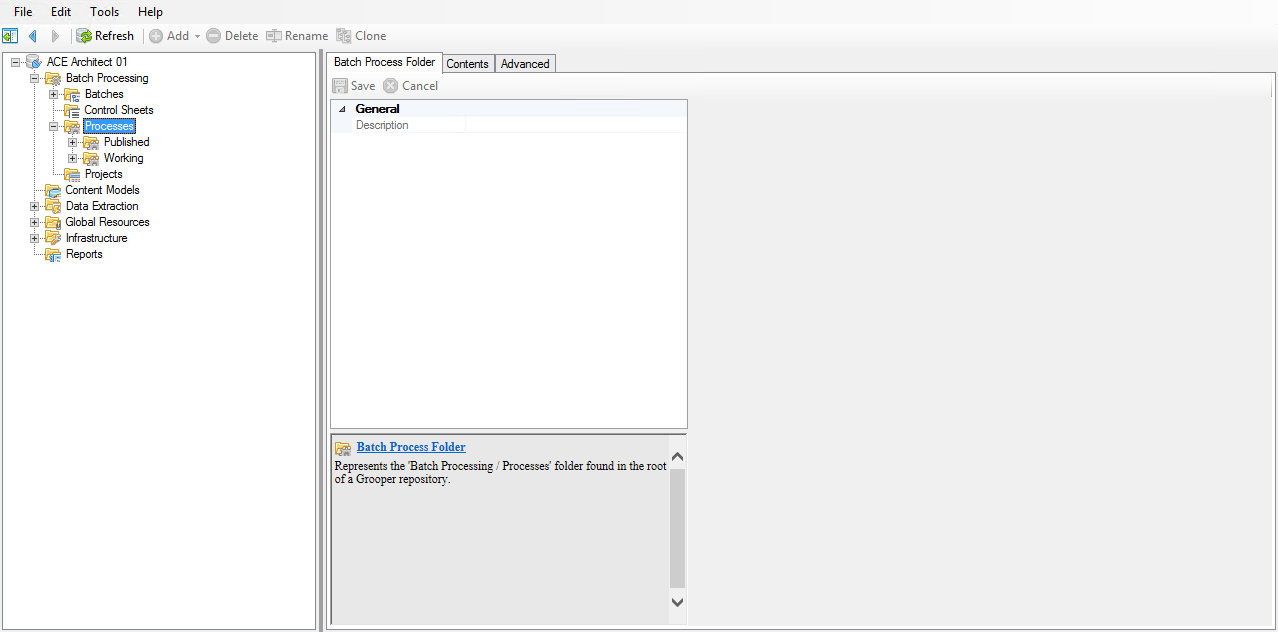 File Edit Tools Help
Refresh Add Delete Rename Clone
ACE Architect 01
Batch Processing
Batches
Control Sheets
Processes
Published
Working
Projects
Content Models
Data Extraction
Global Resources
Infrastructure
Reports
Batch Process Folder Contents Advanced
Save Cancel
General
Description
Batch Process Folder
Represents the 'Batch Processing / Processes' folder found in the root
of a Grooper repository.